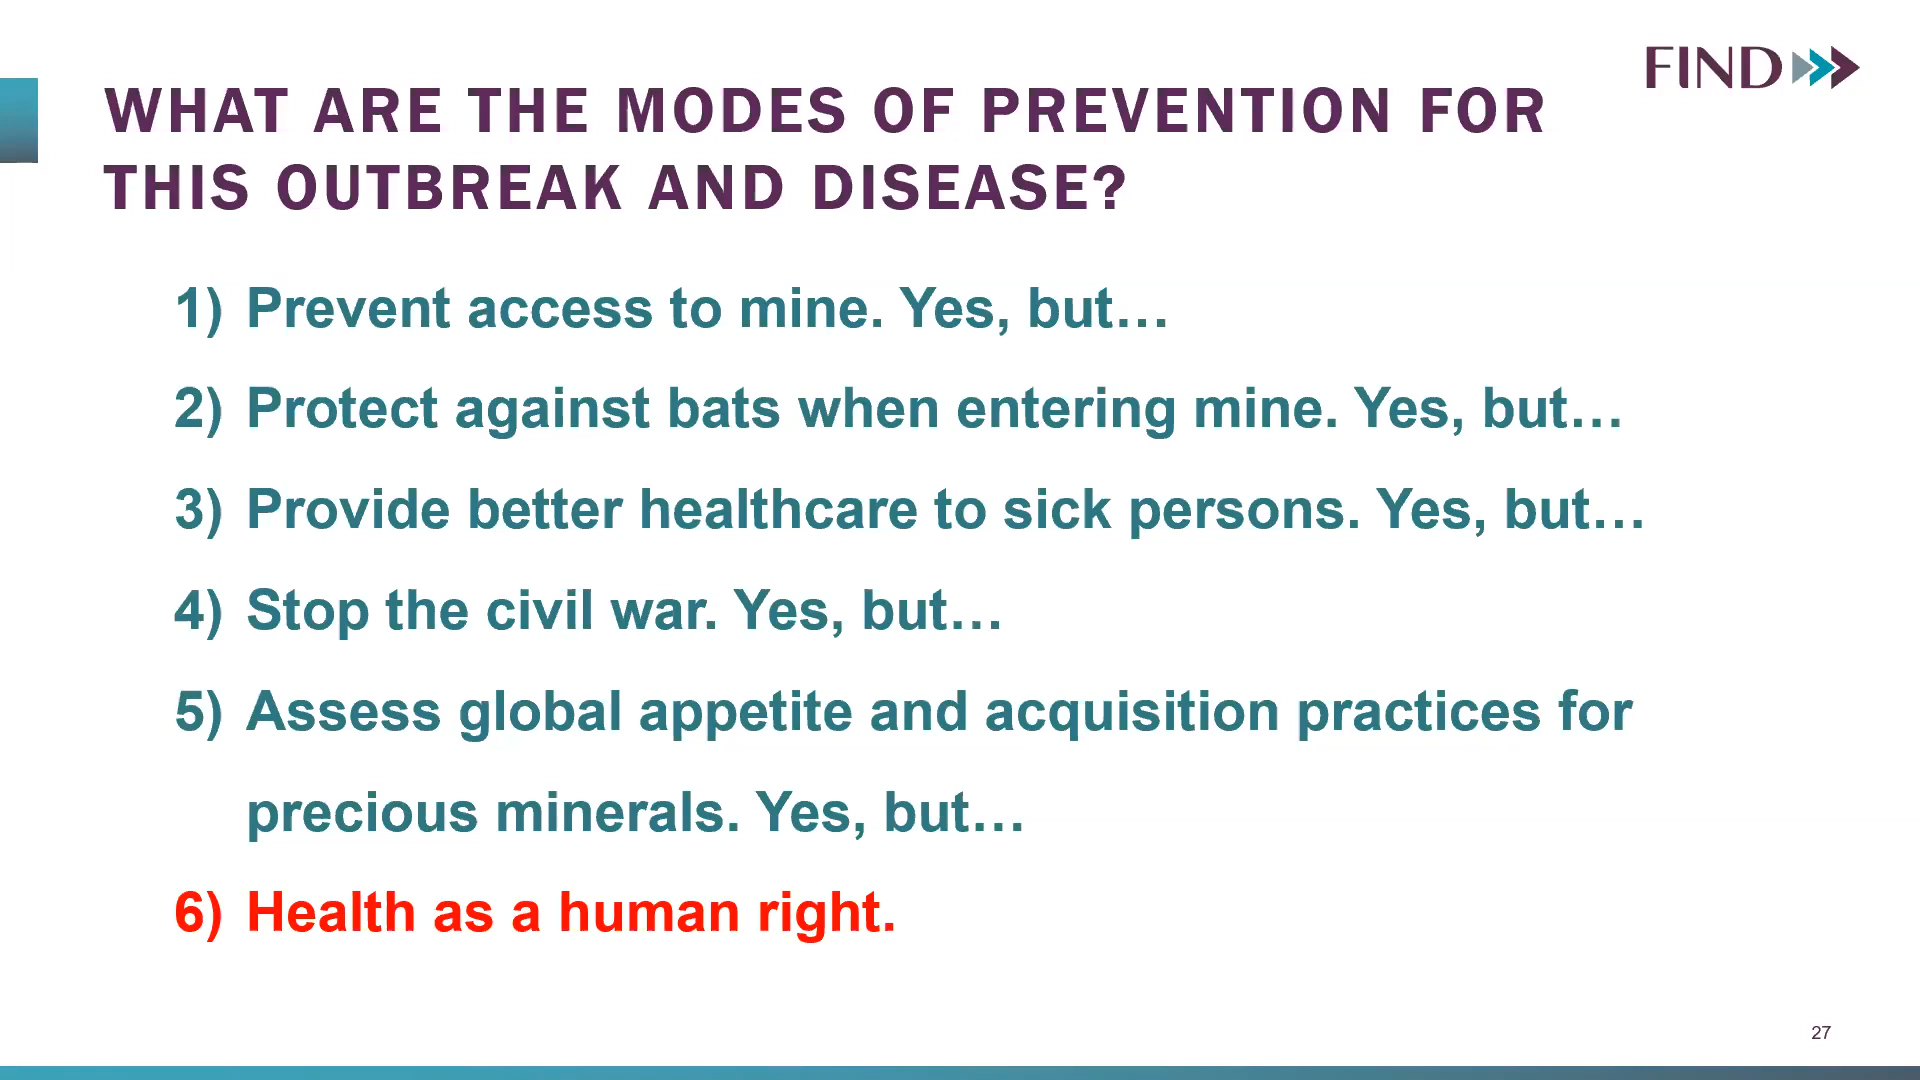 FIND
WHAT ARE THE MODES OF PREVENTION FOR
THIS OUTBREAK AND DISEASE?
1) Prevent access to mine. Yes, but…
2) Protect against bats when entering mine. Yes, but…
3) Provide better healthcare to sick persons. Yes, but…
4) Stop the civil war. Yes, but…
5) Assess global appetite and acquisition practices for
precious minerals. Yes, but…
6) Health as a human right.
27